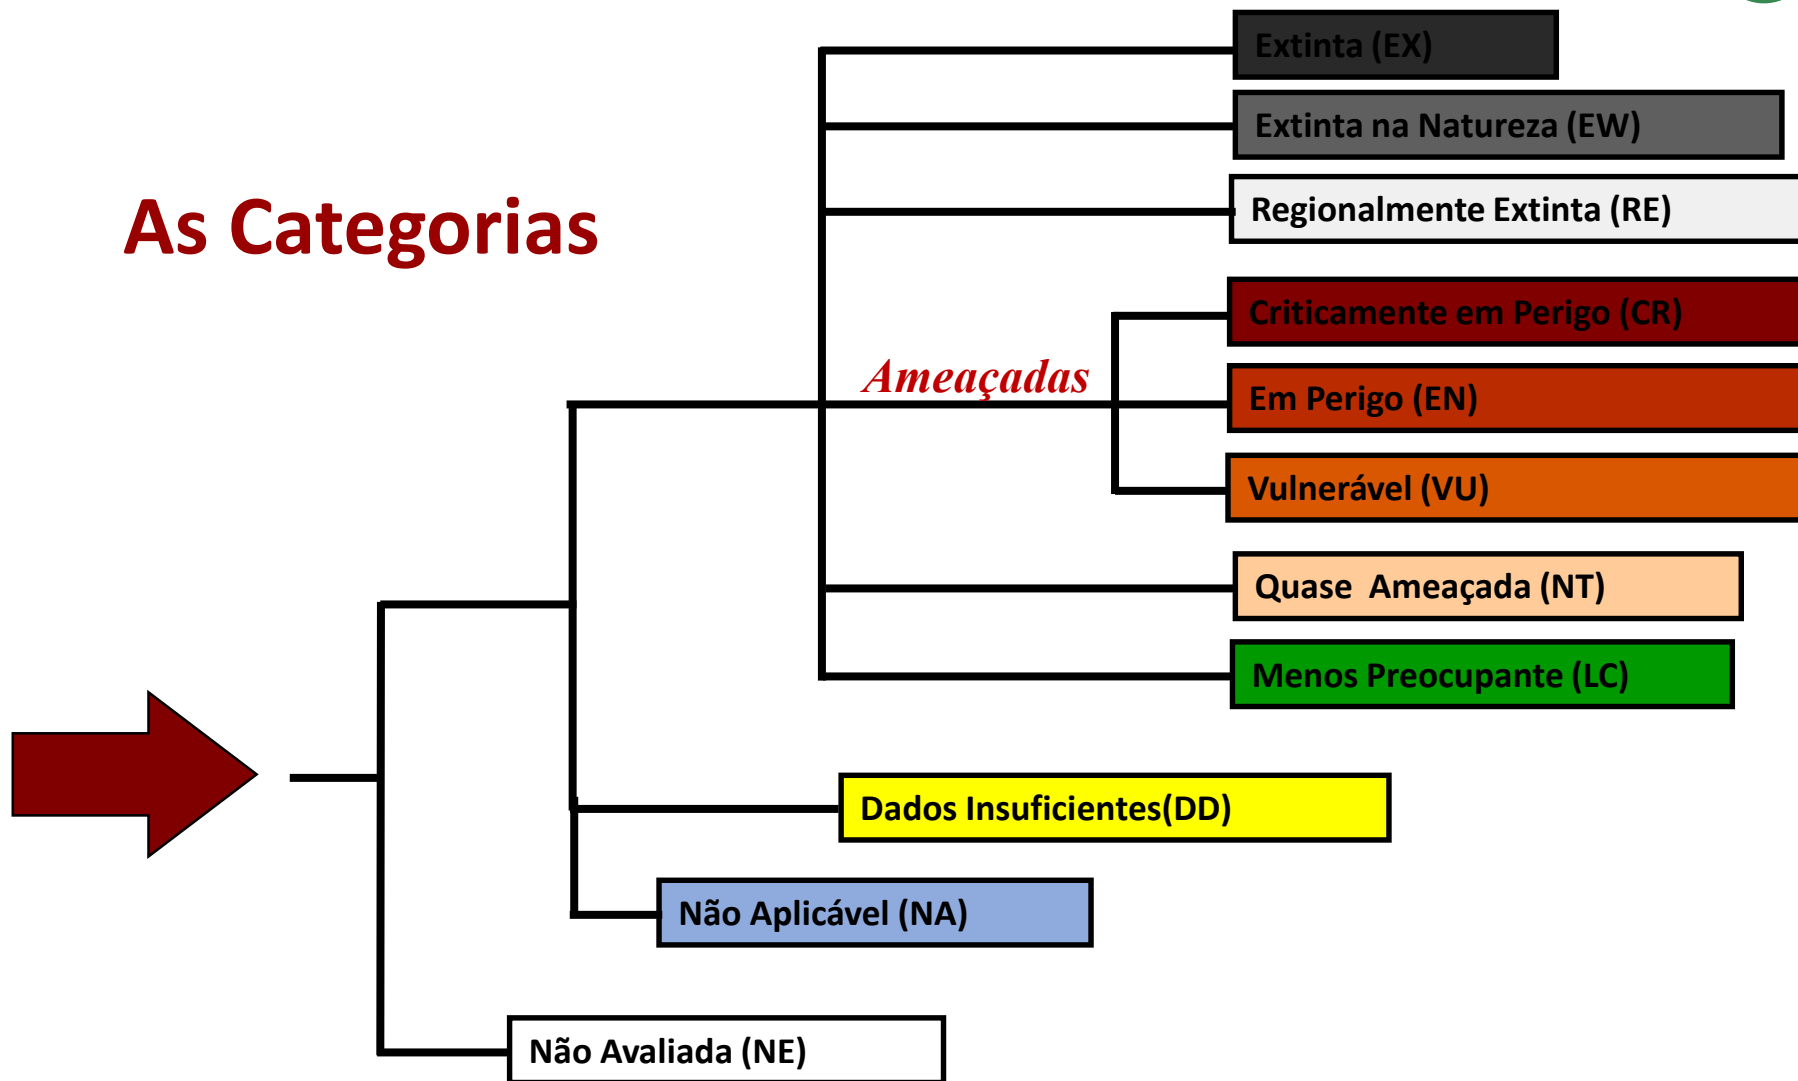 Extinta (EX)
Extinta na Natureza (EW)
As Categorias
Regionalmente Extinta (RE)
Criticamente em Perigo (CR)
Ameaçadas
Em Perigo (EN)
Vulnerável (VU)
Quase  Ameaçada (NT)
Menos Preocupante (LC)
Dados Insuficientes(DD)
Não Aplicável (NA)
Não Avaliada (NE)